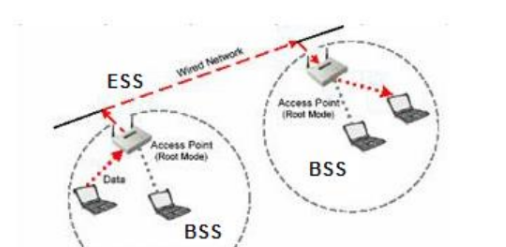 Wired Network
ESS
Access Point
(Root Mode)
BSS
Access Point
(Root Mode)
Data
BSS